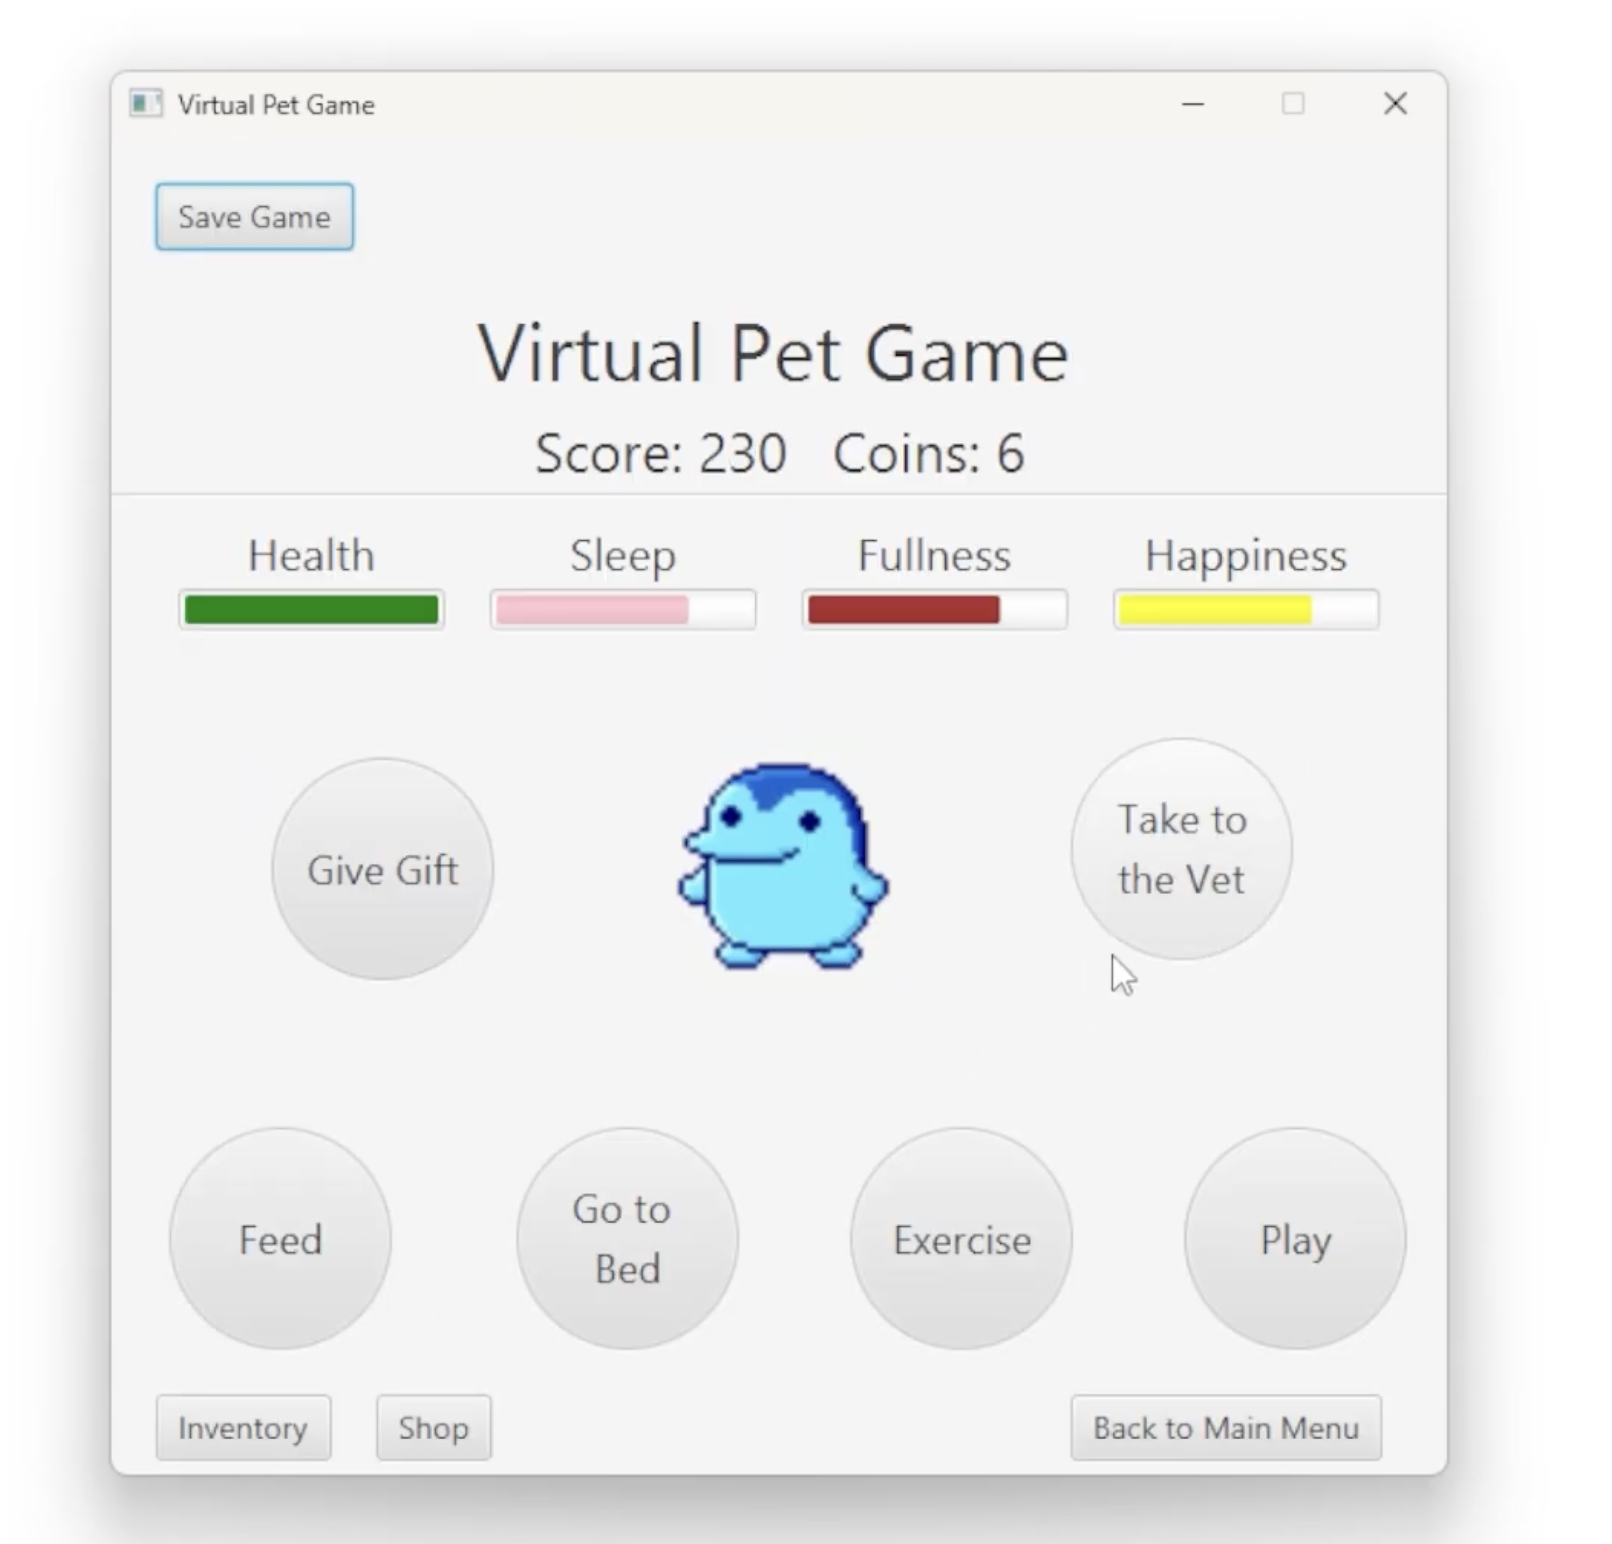 Virtual Pet Game
Save Game
Virtual Pet Game
Score: 230 Coins: 6
Health Sleep Fullness Happiness
Give Gift
Take to
the Vet
Feed
Go to
Bed
Exercise
Play
Inventory Shop Back to Main Menu